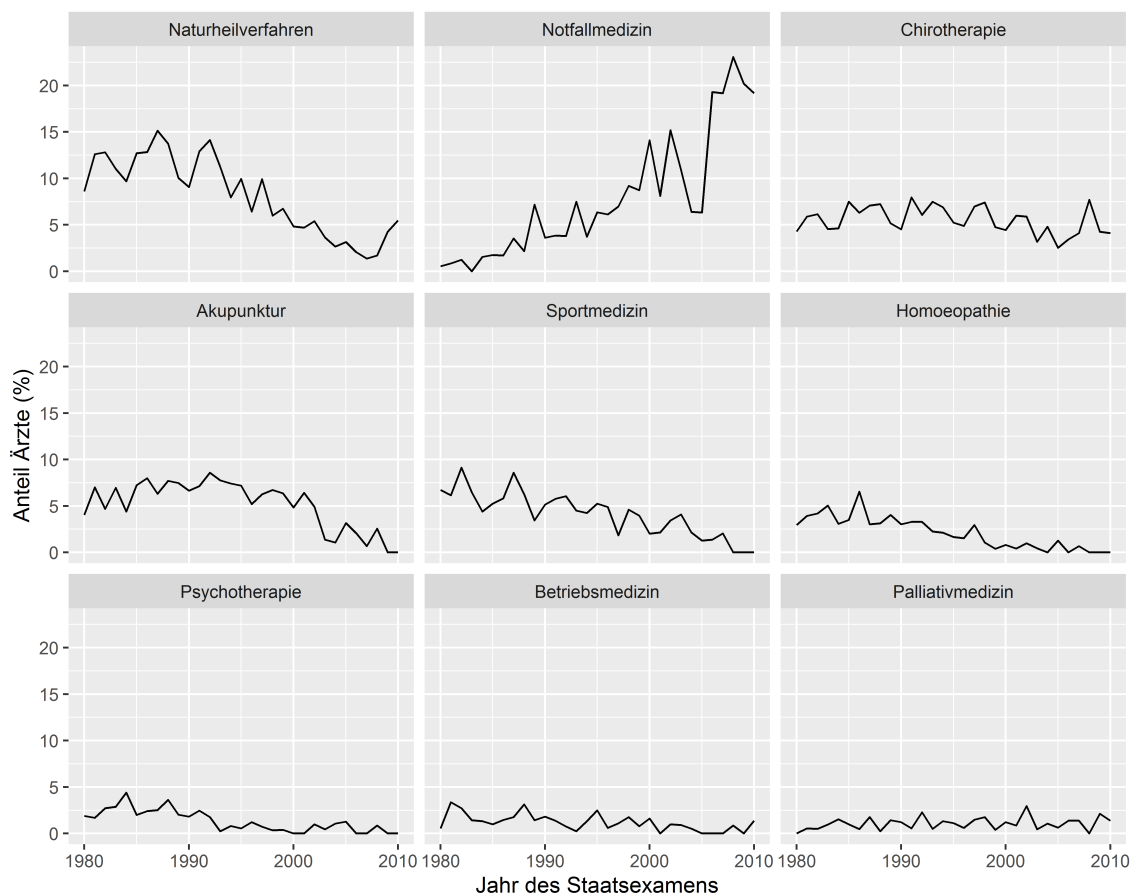 Naturheilverfahren Notfallmedizin Chirotherapie
20
15
10
5
0
Akupunktur Sportmedizin Homoeopathie
20
15
10
5
0
Psychotherapie Betriebsmedizin Palliativmedizin
20
15
10
5
0
1980 1990 2000 2010 1980 1990 2000 2010 1980 1990 2000 2010
Jahr des Staatsexamens
Anteil Ärzte (%)